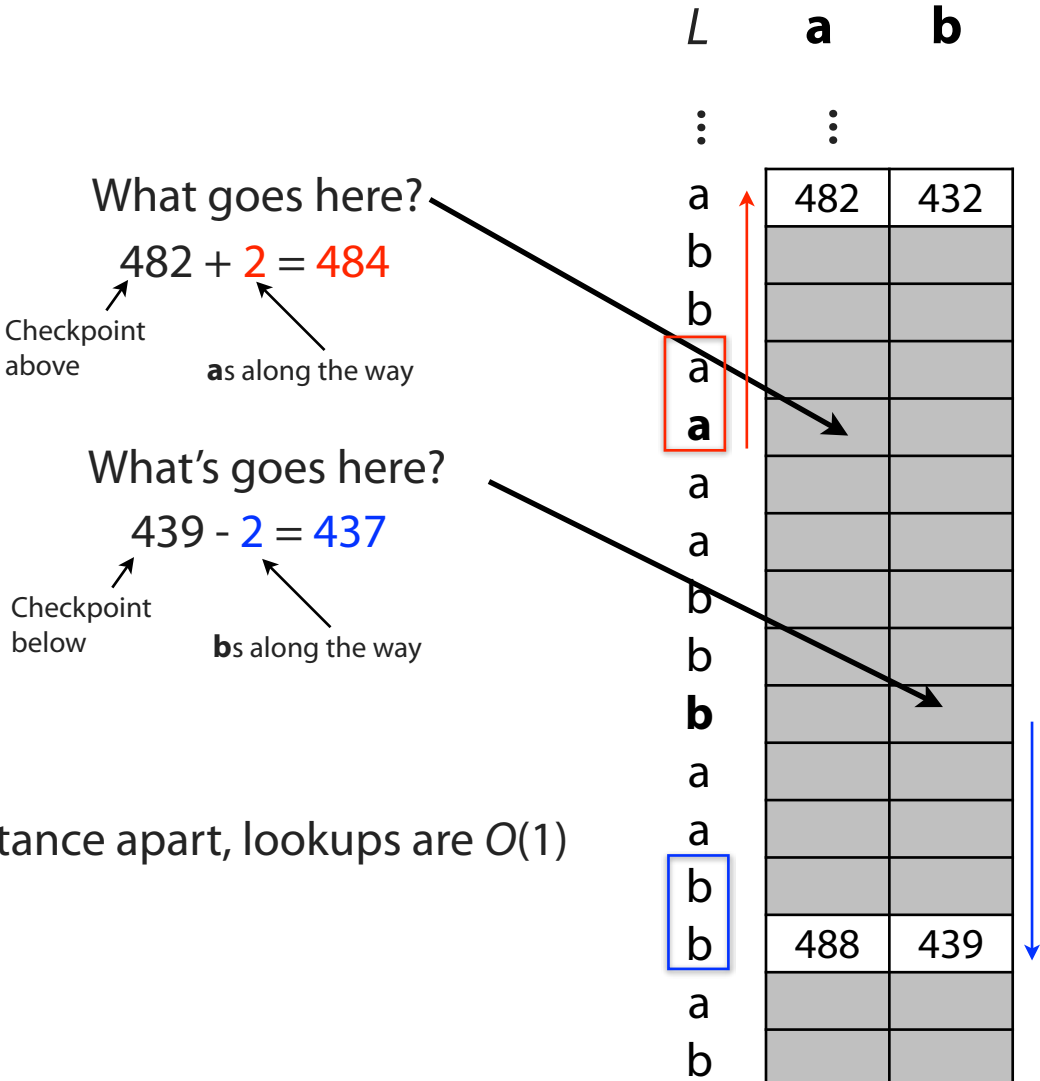 L a b
⋮ ⋮
What goes here?
482 + 2 = 484
Checkpoint
above
as along the way
What's goes here?
439 - 2 = 437
Checkpoint
below
bs along the way
tance apart, lookups are O(1)
a 482 432
b
b
a
a
a
a
b
b
b
a
a
b
b 488 439
a
b